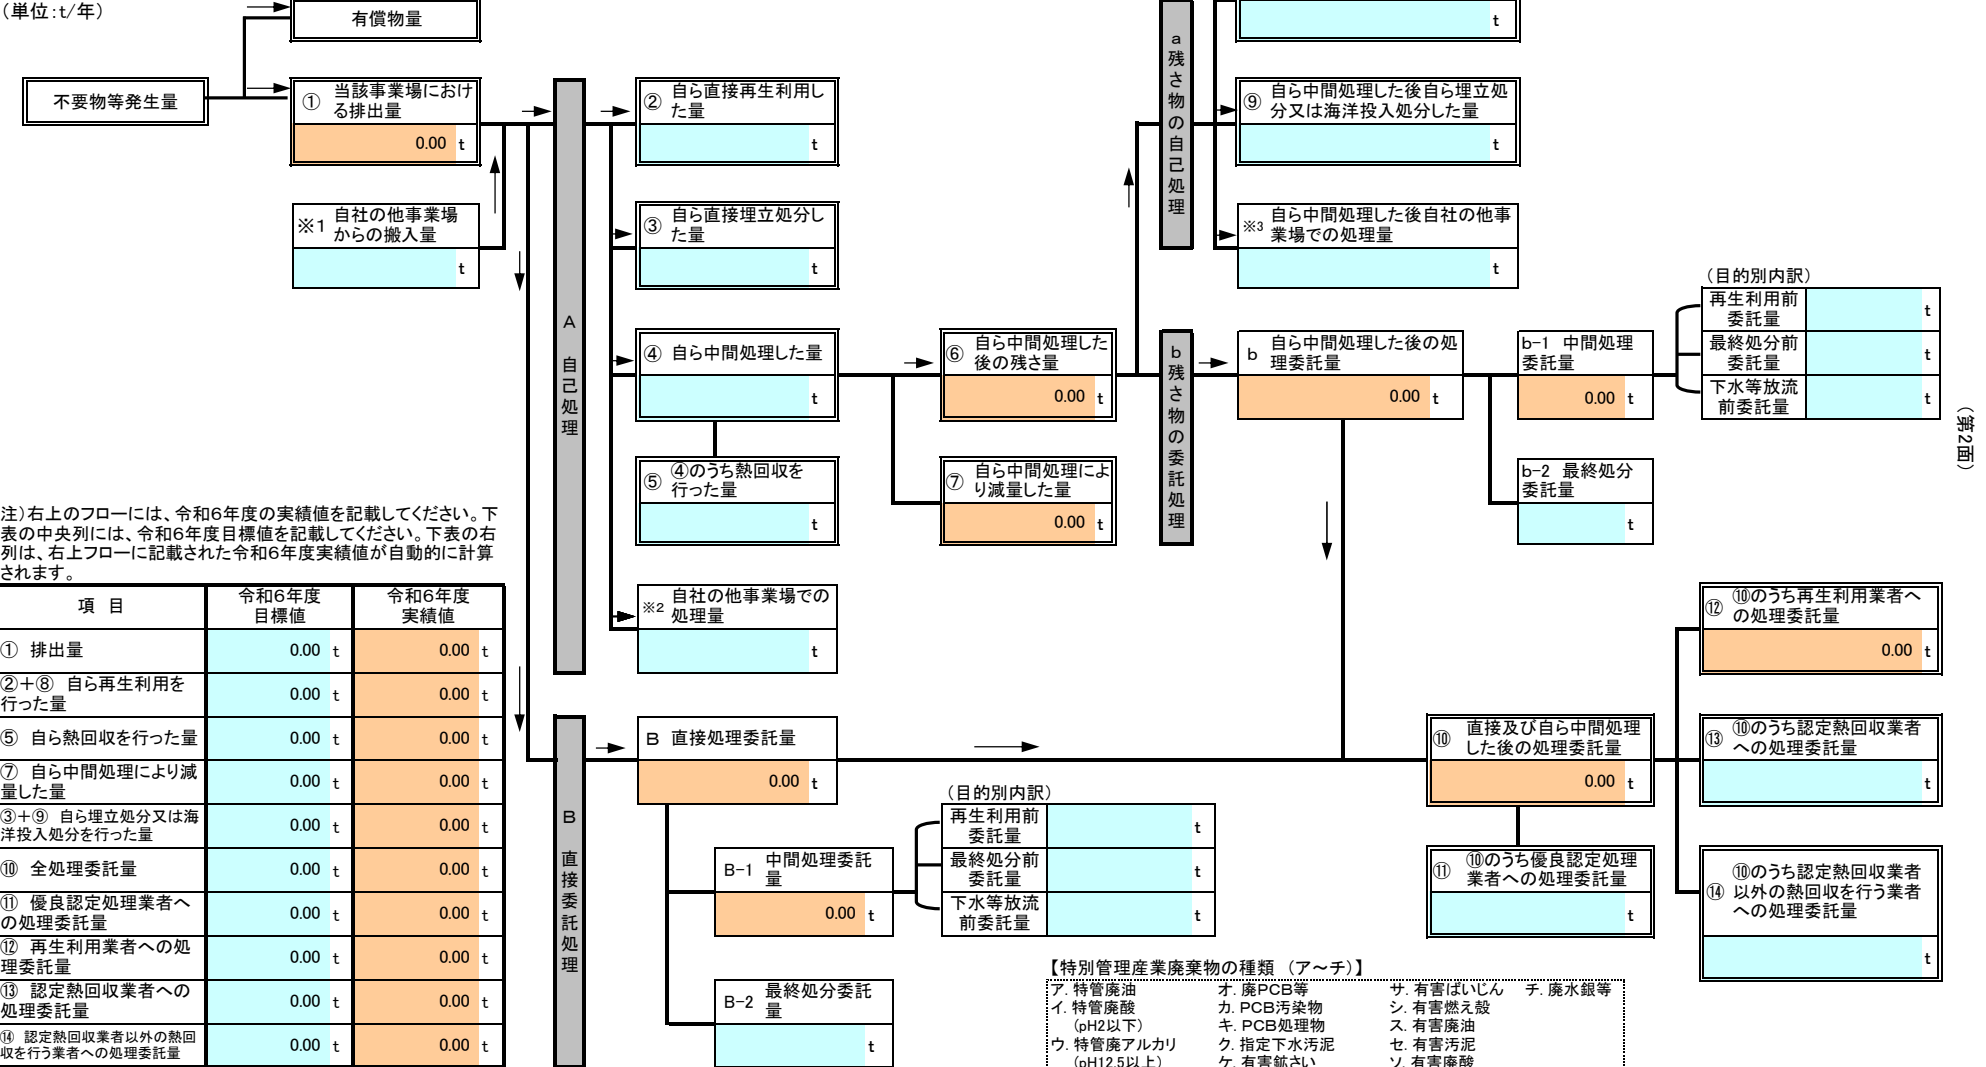 （単位：t/年）
有償物量
不要物等発生量
① 当該事業場におけ
る排出量
0.00 t
※1 自社の他事業場
からの搬入量
t
A 自己処理
② 自ら直接再生利用し
た量
t
③ 自ら直接埋立処分し
た量
t
④ 自ら中間処理した量
t
⑤ ④のうち熱回収を
行った量
t
※2 自社の他事業場での
処理量
t
⑥ 自ら中間処理した
後の残さ量
0.00 t
⑦ 自ら中間処理によ
り減量した量
0.00 t
a 残さ物の自己処理
t
⑨ 自ら中間処理した後自ら埋立処
分又は海洋投入処分した量
t
※3 自ら中間処理した後自社の他事
業場での処理量
t
b 残さ物の委託処理
b 自ら中間処理した後の処
理委託量
0.00 t
b-1 中間処理
委託量
0.00 t
b-2 最終処分
委託量
t
（目的別内訳）
再生利用前
委託量
t
最終処分前
委託量
t
下水等放流
前委託量
t
（第2面）
注）右上のフローには、令和6年度の実績値を記載してください。下
表の中央列には、令和6年度目標値を記載してください。下表の右
列は、右上フローに記載された令和6年度実績値が自動的に計算
されます。
項 目 令和6年度
目標値 令和6年度
実績値
① 排出量 0.00 t 0.00 t
②＋⑧ 自ら再生利用を
行った量 0.00 t 0.00 t
⑤ 自ら熱回収を行った量 0.00 t 0.00 t
⑦ 自ら中間処理により減
量した量 0.00 t 0.00 t
③＋⑨ 自ら埋立処分又は海
洋投入処分を行った量 0.00 t 0.00 t
⑩ 全処理委託量 0.00 t 0.00 t
⑪ 優良認定処理業者へ
の処理委託量 0.00 t 0.00 t
⑫ 再生利用業者への処
理委託量 0.00 t 0.00 t
⑬ 認定熱回収業者への
処理委託量 0.00 t 0.00 t
⑭ 認定熱回収業者以外の熱回
収を行う業者への処理委託量 0.00 t 0.00 t
B 直接委託処理
B 直接処理委託量
0.00 t
B-1 中間処理委託
量
0.00 t
B-2 最終処分委託
量
t
（目的別内訳）
再生利用前
委託量
t
最終処分前
委託量
t
下水等放流
前委託量
t
⑩ 直接及び自ら中間処理
した後の処理委託量
0.00 t
⑪ ⑩のうち優良認定処理
業者への処理委託量
t
⑫ ⑩のうち再生利用業者へ
の処理委託量
0.00 t
⑬ ⑩のうち認定熱回収業者
への処理委託量
t
⑭ ⑩のうち認定熱回収業者
以外の熱回収を行う業者
への処理委託量
t
【特別管理産業廃棄物の種類 （ア～チ）】
ア．特管廃油 オ．廃PCB等 サ．有害ばいじん チ．廃水銀等
イ．特管廃酸 カ．PCB汚染物 シ．有害燃え殻
（pH2以下） キ．PCB処理物 ス．有害廃油
ウ．特管廃アルカリ ク．指定下水汚泥 セ．有害汚泥
（pH12.5以上） ケ．有害鉱さい ソ．有害廃酸